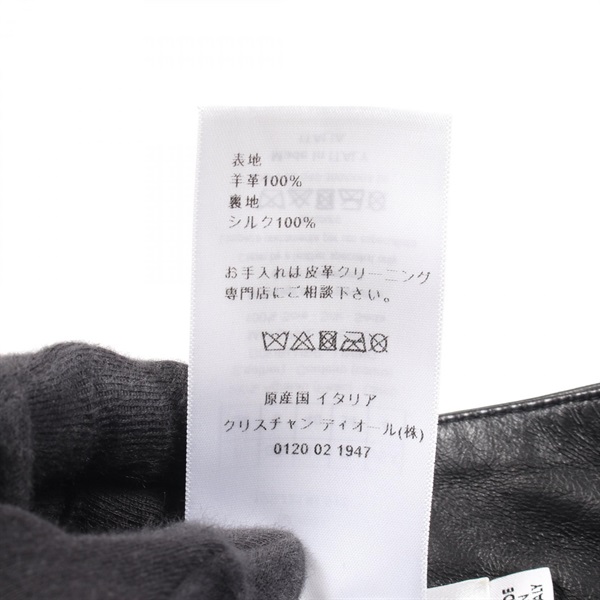 表地
羊革100%
裏地
シルク100%
お手入れは皮革クリーニング
専門店にご相談下さい。
原産国 イタリア
クリスチャン ディオール(株)
0120 02 1947